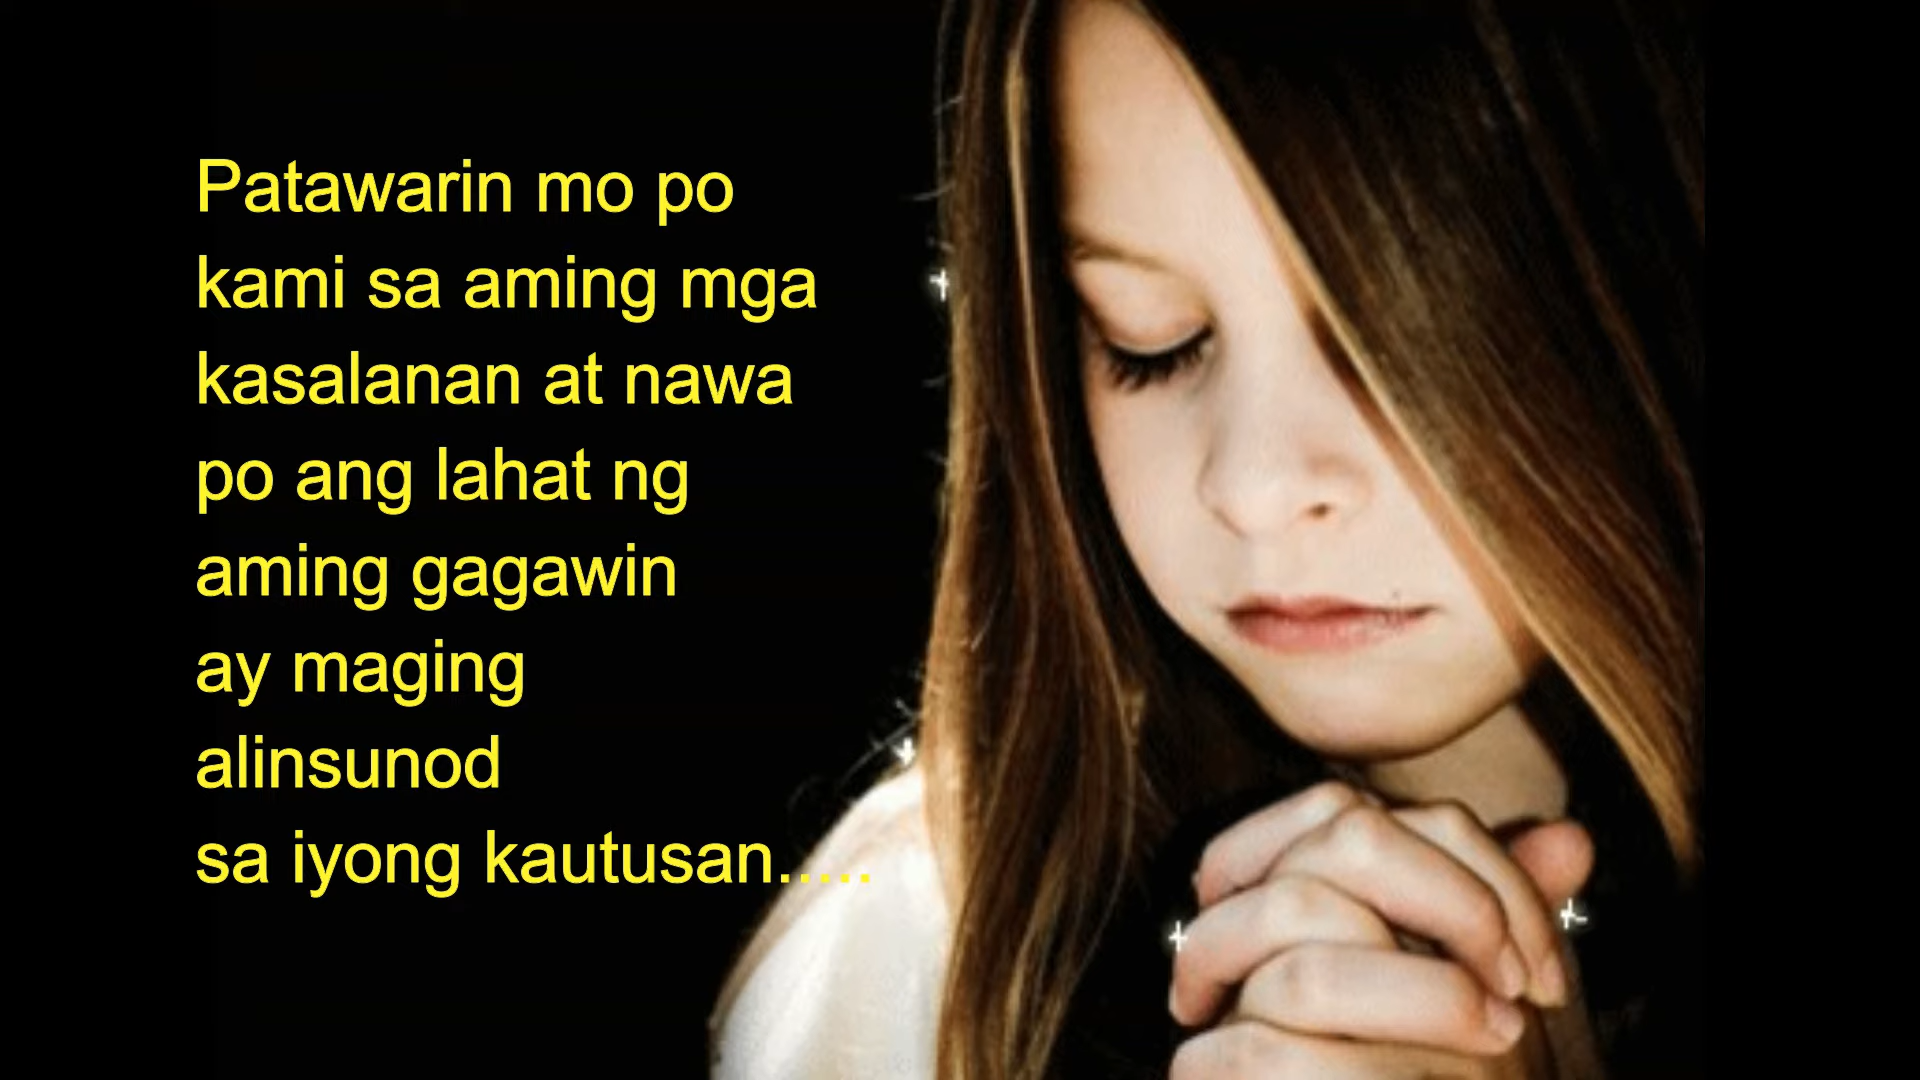 Patawarin mo po
kami sa aming mga
kasalanan at nawa
po ang lahat ng
aming gagawin
ay maging
alinsunod
sa iyong kautusan.....